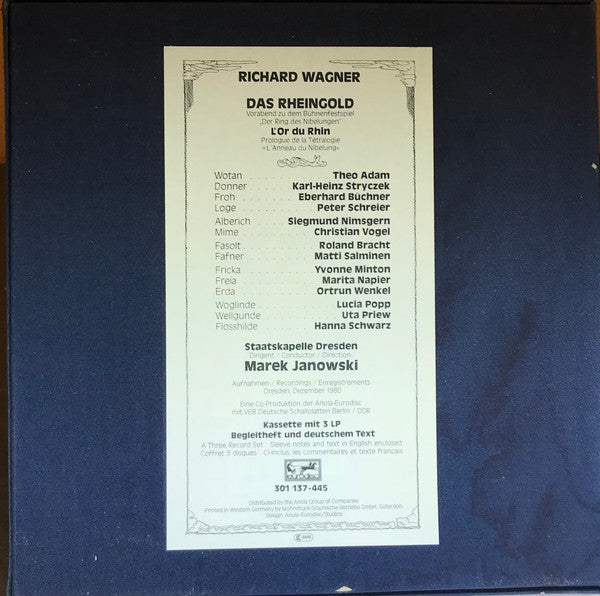 RICHARD WAGNER
DAS RHEINGOLD
Vorabend zu dem Bühnenfestspiel
„Der Ring des Nibelungen"
L'Or du Rhin
Prologue de la Tétralogie
»L'Anneau du Nibelung«
Wotan . . . . . . . . . . Theo Adam
Donner . . . . . Karl-Heinz Stryczek
Froh . . . . . . Eberhard Büchner
Loge . . . . . . . . Peter Schreier
Alberich . . . . Siegmund Nimsgern
Mime . . . . . . . Christian Vogel
Fasolt . . . . . . . . Roland Bracht
Fafner . . . . . . . Matti Salminen
Fricka . . . . . . . Yvonne Minton
Freia . . . . . . . . Marita Napier
Erda . . . . . . . . Ortrun Wenkel
Woglinde . . . . . . . . Lucia Popp
Wellgunde . . . . . . . . Uta Priew
Flosshilde . . . . . Hanna Schwarz
Staatskapelle Dresden
Dirigent / Conductor / Direction:
Marek Janowski
Aufnahmen / Recordings / Enregistrements
Dresden, Dezember 1980
Eine Co-Produktion der Ariola-Eurodisc
mit VEB Deutsche Schallplatten Berlin / DDR
Kassette mit 3 LP
Begleitheft und deutschem Text
A Three Record Set · Sleeve notes and text in English enclosed
Coffret 3 disques · Ci-inclus, les commentaires et texte francais
301 137-445
Distributed by the Ariola Group of Companies
Printed in Western Germany by Mohndruck Graphische Betriebe GmbH, Gütersloh
Design: Ariola-Eurodisc/Studios